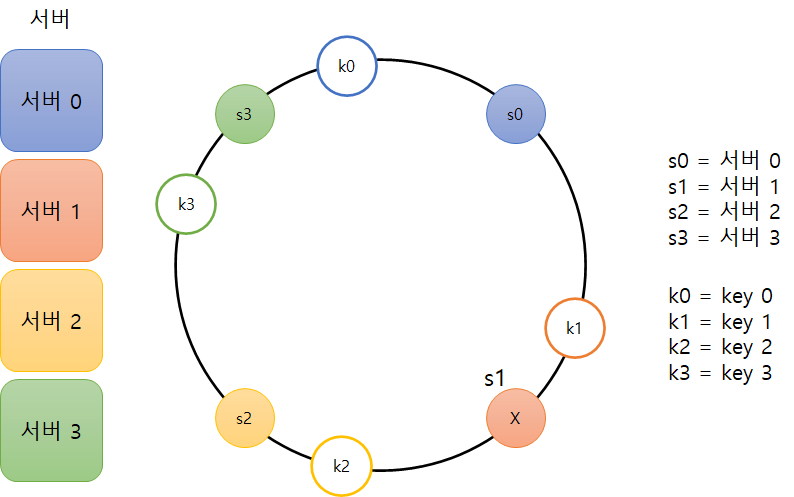 서버
서버 0
서버 1
서버 2
서버 3
k0
s3
s0
k3
k1
s1
s2
X
k2
s0 = 서버 0
s1 = 서버 1
s2 = 서버 2
s3 = 서버 3
k0 = key 0
k1 = key 1
k2 = key 2
k3 = key 3